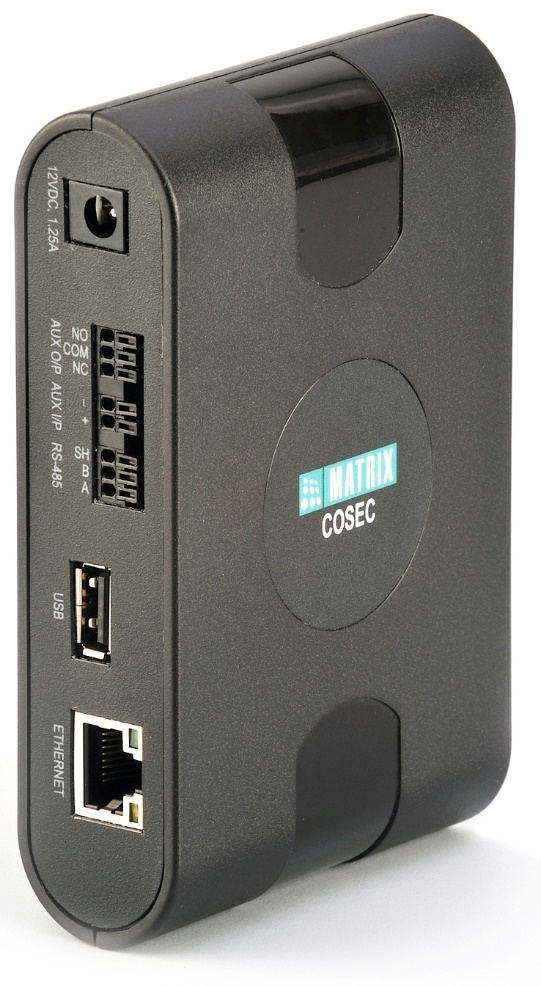 12VDC, 1.25A
NO
COM
NC
AUX O/P
-
+
AUX I/P
SH
B
A
RS-485
USB
ETHERNET
MATRIX
COSEC